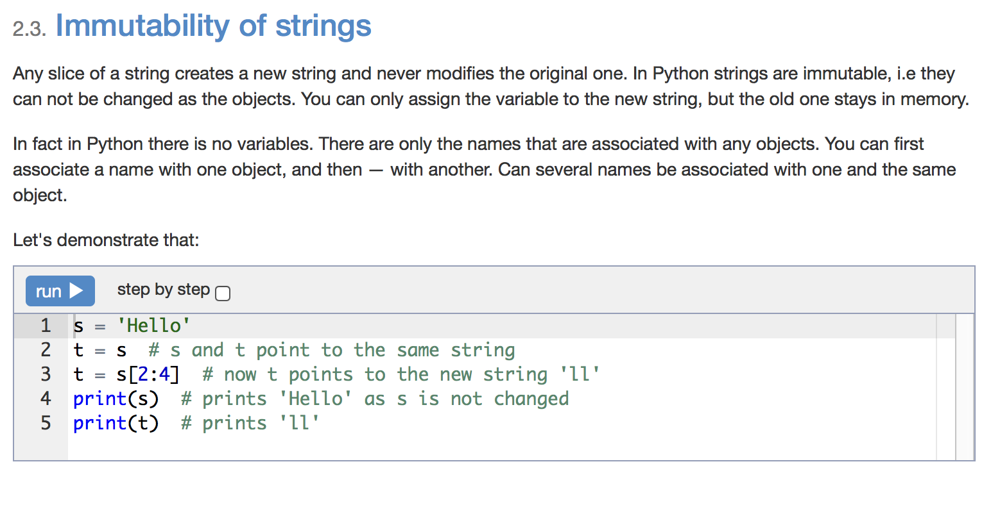 2.3. Immutability of strings
Any slice of a string creates a new string and never modifies the original one. In Python strings are immutable, i.e they
can not be changed as the objects. You can only assign the variable to the new string, but the old one stays in memory.
In fact in Python there is no variables. There are only the names that are associated with any objects. You can first
associate a name with one object, and then — with another. Can several names be associated with one and the same
object.
Let's demonstrate that:
run step by step
1 s = 'Hello'
2 t = s  # s and t point to the same string
3 t = s[2:4]  # now t points to the new string 'll'
4 print(s)  # prints 'Hello' as s is not changed
5 print(t)  # prints 'll'